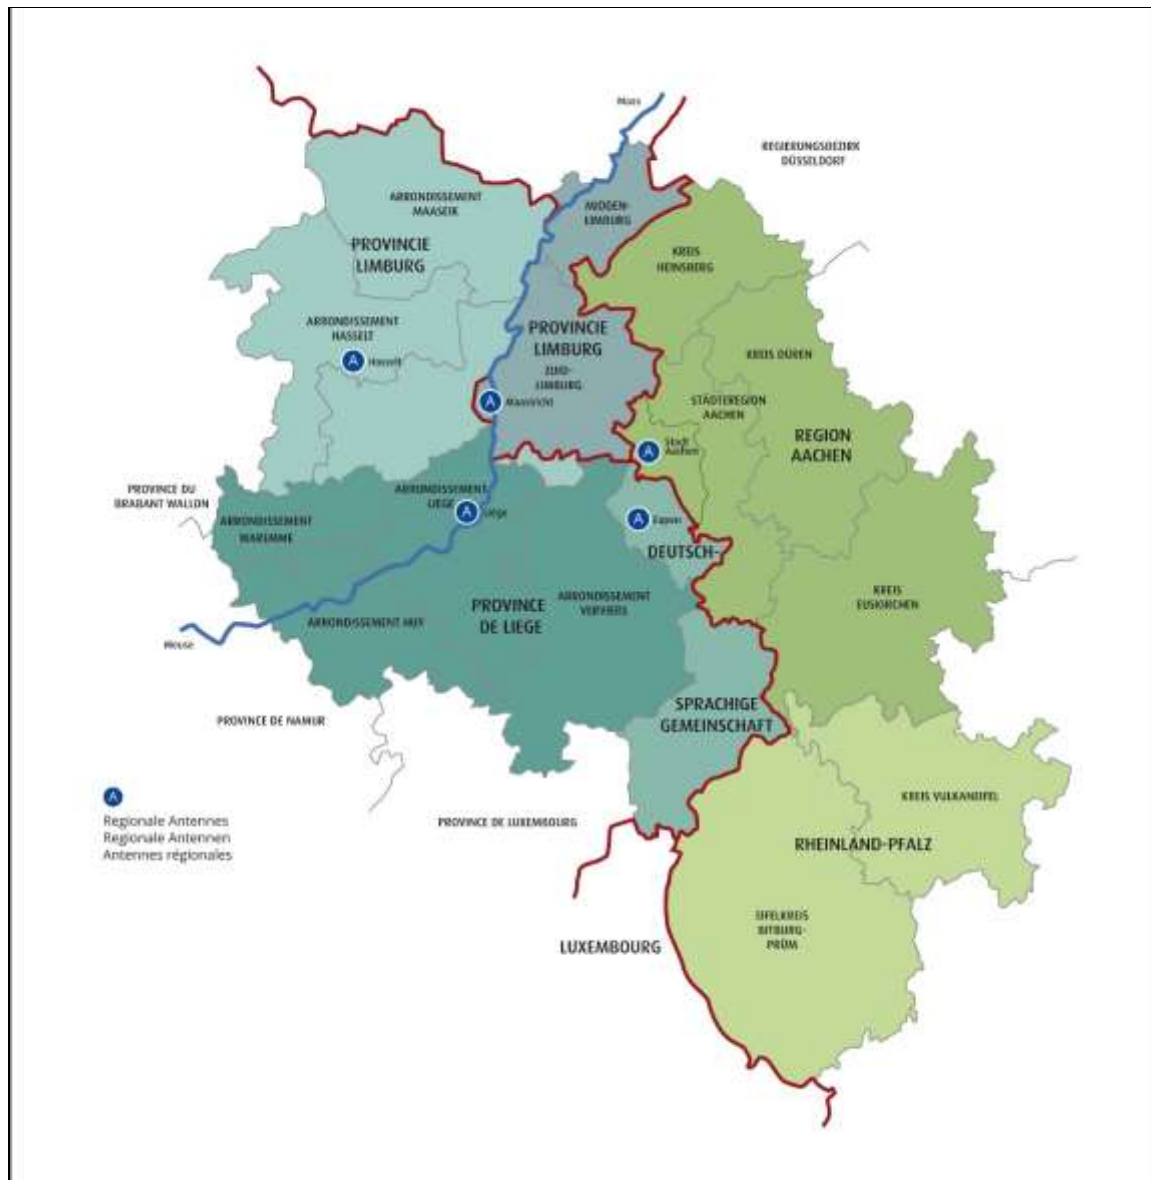 Maas
REGIERUNGSBEZIRK
DÜSSELDORF
ARRONDISSEMENT
MAASEIK
MIDDEN-
LIMBURG
PROVINCIE
LIMBURG
KREIS
HEINSBERG
ARRONDISSEMENT
HASSELT
A Hasselt
PROVINCIE
LIMBURG
ZUID-
LIMBURG
KREIS DÜREN
A Maastricht
STÄDTEREGION
AACHEN
REGION
AACHEN
A Stadt
Aachen
PROVINCE DU
BRABANT WALLON
ARRONDISSEMENT
LIEGE
A Liège
ARRONDISSEMENT
WAREMME
A Eupen
DEUTSCH-
KREIS
EUSKIRCHEN
PROVINCE
DE LIEGE
ARRONDISSEMENT
VERVIERS
ARRONDISSEMENT HUY
Meuse
SPRACHIGE
GEMEINSCHAFT
PROVINCE DE NAMUR
A
Regionale Antennes
Regionale Antennen
Antennes régionales
PROVINCE DE LUXEMBOURG
KREIS VULKANEIFEL
RHEINLAND-PFALZ
EIFELKREIS
BITBURG-
PRÜM
LUXEMBOURG